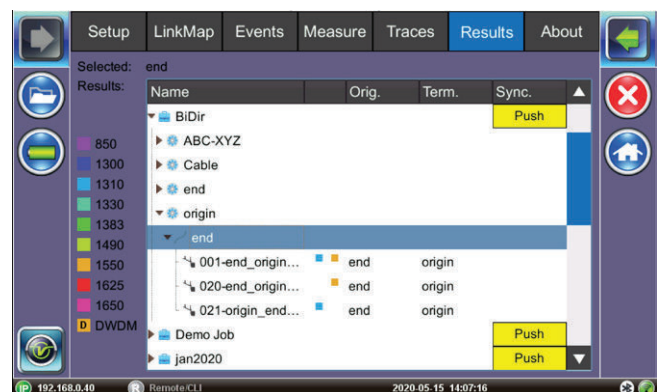 Setup LinkMap Events Measure Traces Results About
Selected: end
Results:
Name Orig. Term. Sync.
BiDir Push
ABC-XYZ
Cable
end
origin
end
001-end_origin... end origin
020-end_origin... end origin
021-origin_end... end origin
Demo Job Push
jan2020 Push
850
1300
1310
1330
1383
1490
1550
1625
1650
D DWDM
IP 192.168.0.40 R Remote/CLI 2020-05-15 14:07:16